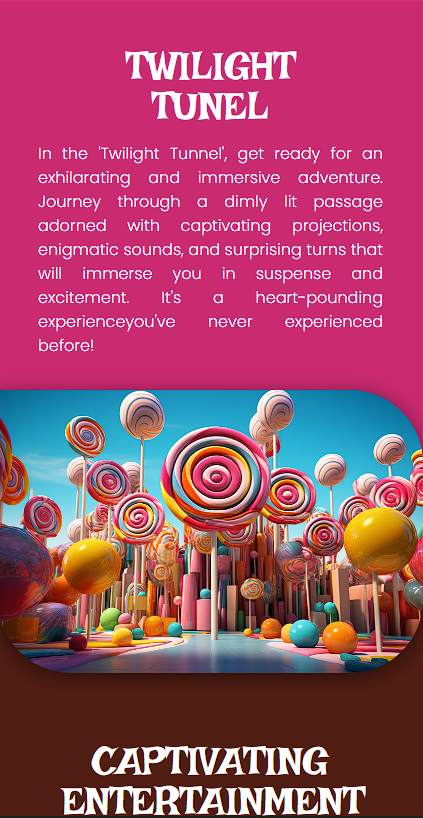 TWILIGHT
TUNEL
In the 'Twilight Tunnel', get ready for an
exhilarating and immersive adventure.
Journey through a dimly lit passage
adorned with captivating projections,
enigmatic sounds, and surprising turns that
will immerse you in suspense and
excitement. It's a heart-pounding
experienceyou've never experienced
before!
CAPTIVATING
ENTERTAINMENT